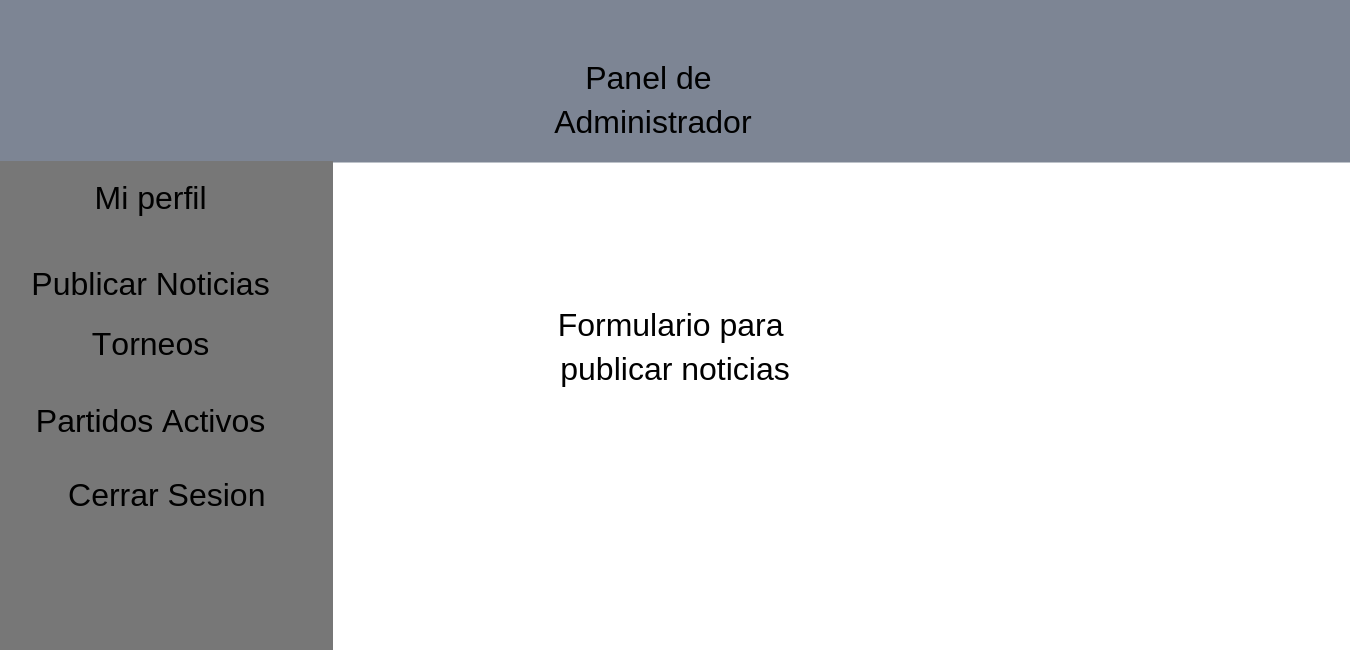 Panel de
Administrador
Mi perfil
Publicar Noticias
Torneos
Partidos Activos
Cerrar Sesion
Formulario para
publicar noticias